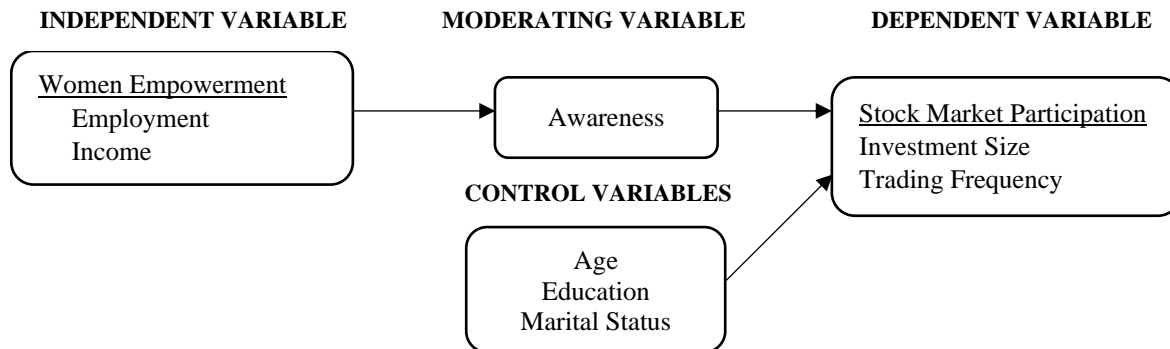 INDEPENDENT VARIABLE
MODERATING VARIABLE
DEPENDENT VARIABLE
Women Empowerment
Employment
Income
Awareness
Stock Market Participation
Investment Size
Trading Frequency
CONTROL VARIABLES
Age
Education
Marital Status